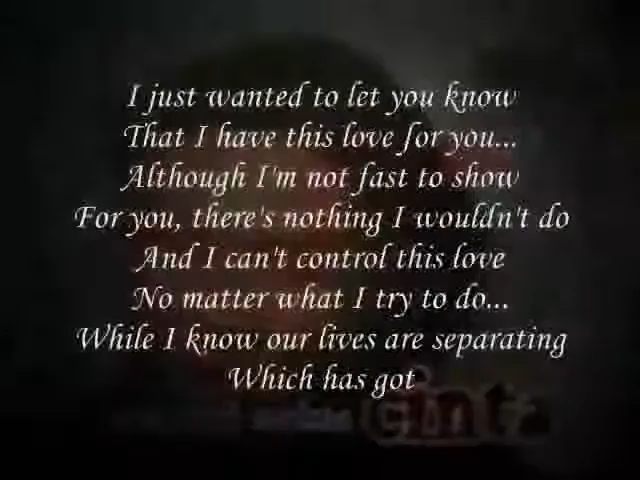 I just wanted to let you know
That I have this love for you...
Although I'm not fast to show
For you, there's nothing I wouldn't do
And I can't control this love
No matter what I try to do...
While I know our lives are separating
Which has got
cinta